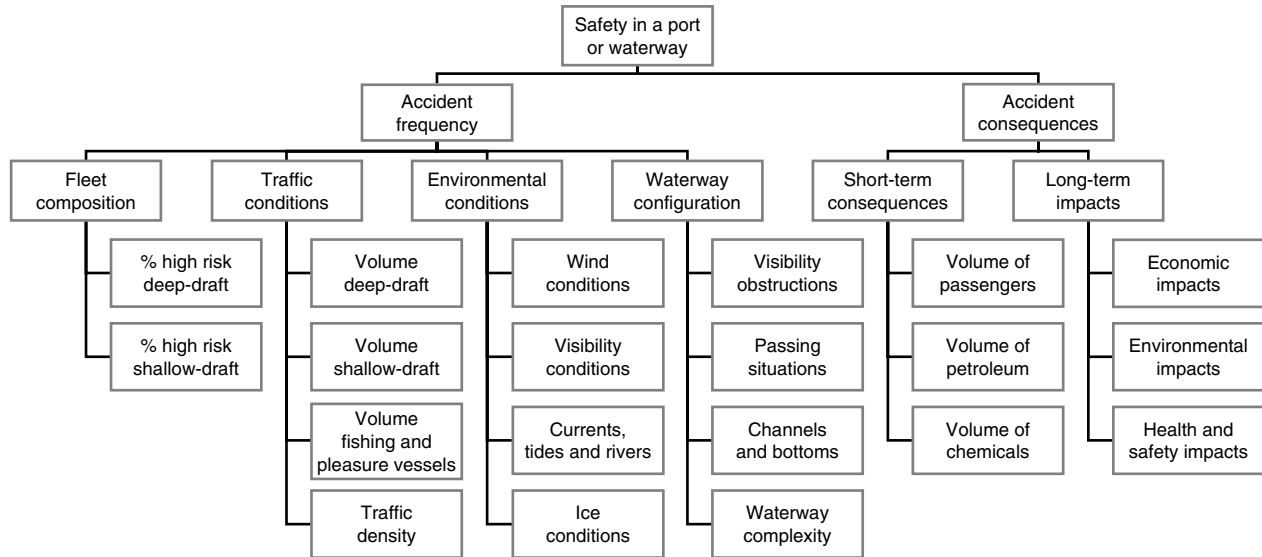 Safety in a port
or waterway
Accident
frequency
Accident
consequences
Fleet
composition
Traffic
conditions
Environmental
conditions
Waterway
configuration
Short-term
consequences
Long-term
impacts
% high risk
deep-draft
% high risk
shallow-draft
Volume
deep-draft
Volume
shallow-draft
Volume
fishing and
pleasure vessels
Traffic
density
Wind
conditions
Visibility
conditions
Currents,
tides and rivers
Ice
conditions
Visibility
obstructions
Passing
situations
Channels
and bottoms
Waterway
complexity
Volume of
passengers
Volume of
petroleum
Volume of
chemicals
Economic
impacts
Environmental
impacts
Health and
safety impacts